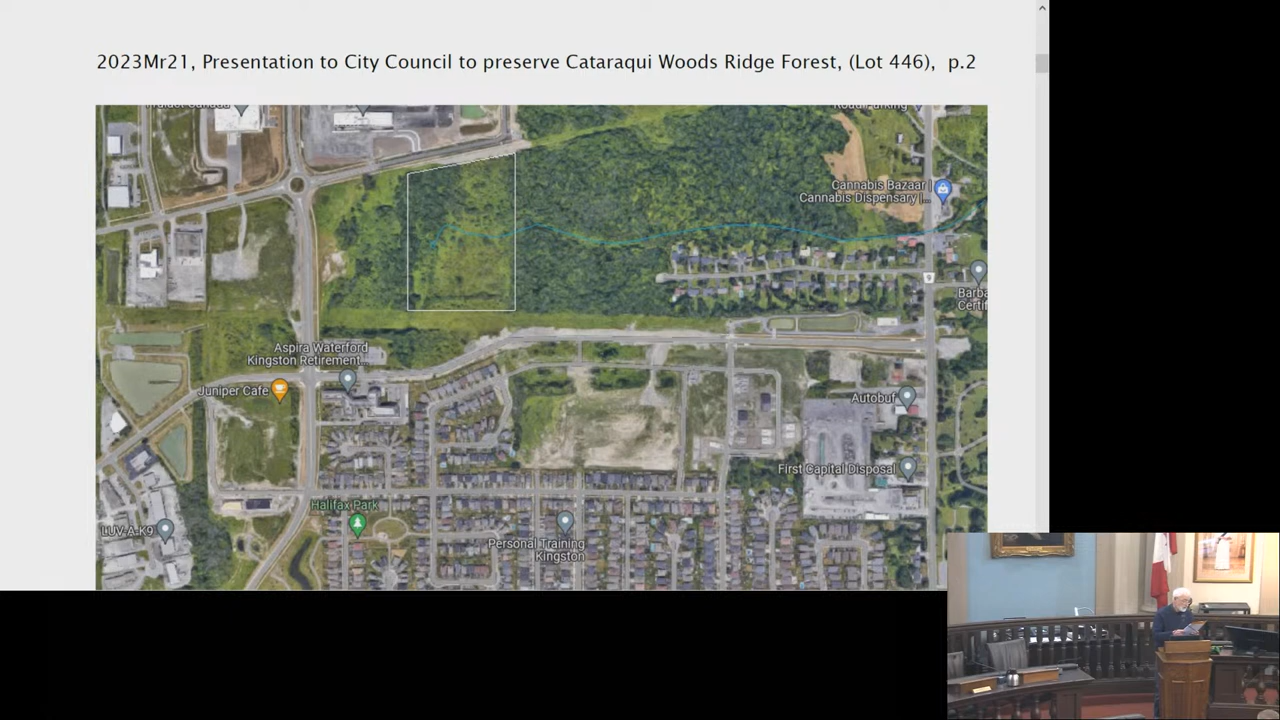 2023Mr21, Presentation to City Council to preserve Cataraqui Woods Ridge Forest, (Lot 446), p.2
Cannabis Bazaar |
Cannabis Dispensary |...
9
Aspira Waterford
Kingston Retirement...
Juniper Cafe
Autobuf
First Capital Disposal
Halifax Park
LUV-A-K9
Personal Training
Kingston